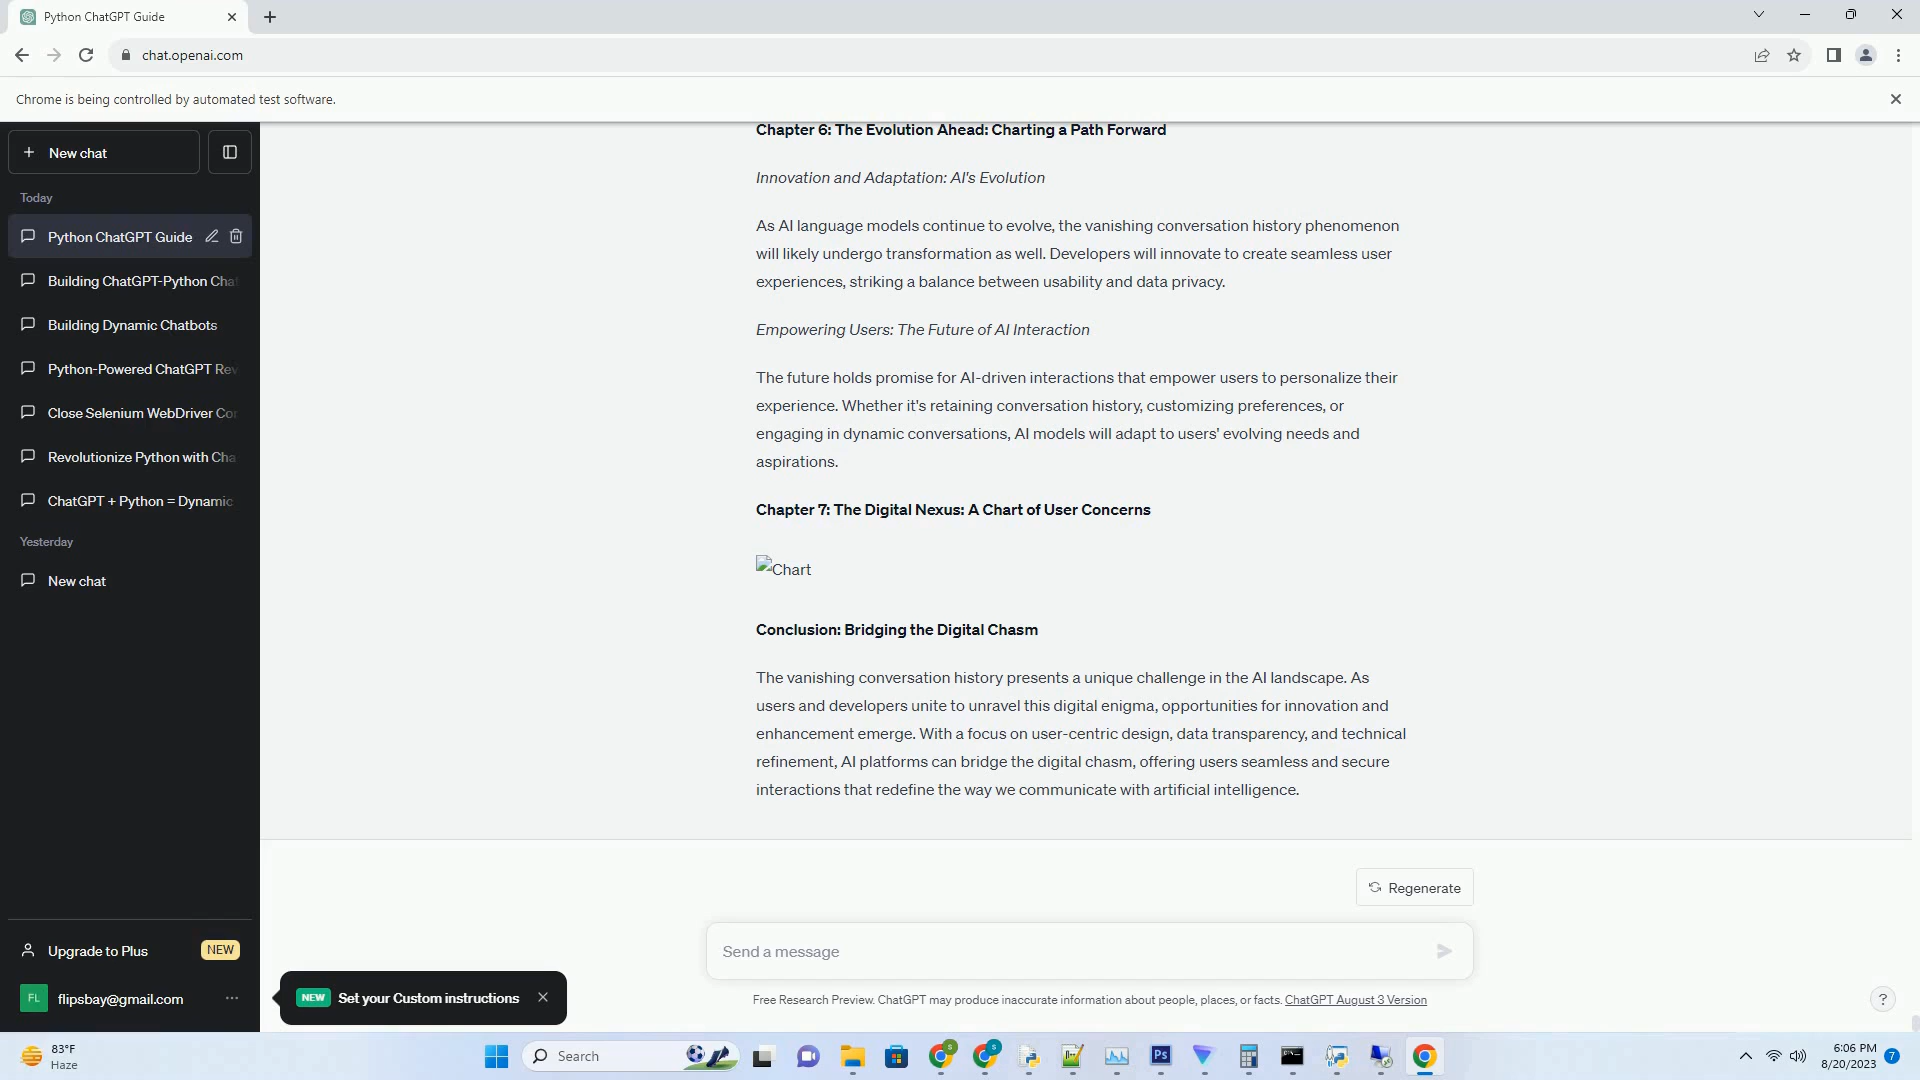 Python ChatGPT Guide
chat.openai.com
Chrome is being controlled by automated test software.
New chat
Today
Python ChatGPT Guide
Building ChatGPT-Python Cha
Building Dynamic Chatbots
Python-Powered ChatGPT Rev
Close Selenium WebDriver Con
Revolutionize Python with Cha
ChatGPT + Python = Dynamic
Yesterday
New chat
Upgrade to Plus NEW
FL flipsbay@gmail.com
NEW Set your Custom instructions
Chapter 6: The Evolution Ahead: Charting a Path Forward
Innovation and Adaptation: AI's Evolution
As AI language models continue to evolve, the vanishing conversation history phenomenon
will likely undergo transformation as well. Developers will innovate to create seamless user
experiences, striking a balance between usability and data privacy.
Empowering Users: The Future of AI Interaction
The future holds promise for AI-driven interactions that empower users to personalize their
experience. Whether it's retaining conversation history, customizing preferences, or
engaging in dynamic conversations, AI models will adapt to users' evolving needs and
aspirations.
Chapter 7: The Digital Nexus: A Chart of User Concerns
Chart
Conclusion: Bridging the Digital Chasm
The vanishing conversation history presents a unique challenge in the AI landscape. As
users and developers unite to unravel this digital enigma, opportunities for innovation and
enhancement emerge. With a focus on user-centric design, data transparency, and technical
refinement, AI platforms can bridge the digital chasm, offering users seamless and secure
interactions that redefine the way we communicate with artificial intelligence.
Regenerate
Send a message
Free Research Preview. ChatGPT may produce inaccurate information about people, places, or facts. ChatGPT August 3 Version
?
83°F
Haze
Search
S
S
Ps
6:06 PM
8/20/2023
7